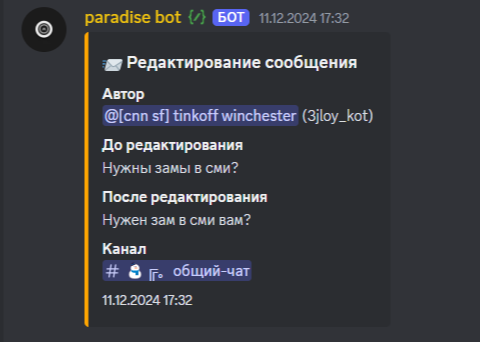 paradise bot {/} БОТ 11.12.2024 17:32
📨 Редактирование сообщения
Автор
@[cnn sf] tinkoff winchester (3jloy_kot)
До редактирования
Нужны замы в сми?
После редактирования
Нужен зам в сми вам?
Канал
# ⛄ ╔。общий-чат
11.12.2024 17:32